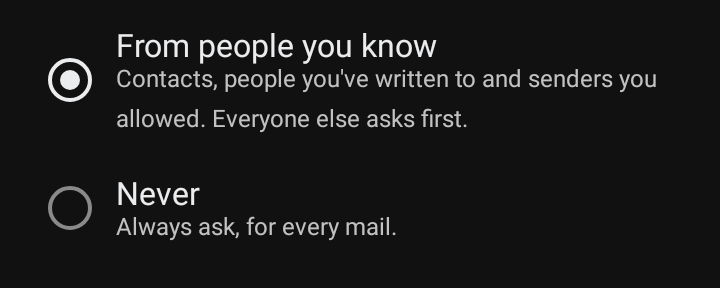 From people you know
Contacts, people you've written to and senders you
allowed. Everyone else asks first.
Never
Always ask, for every mail.